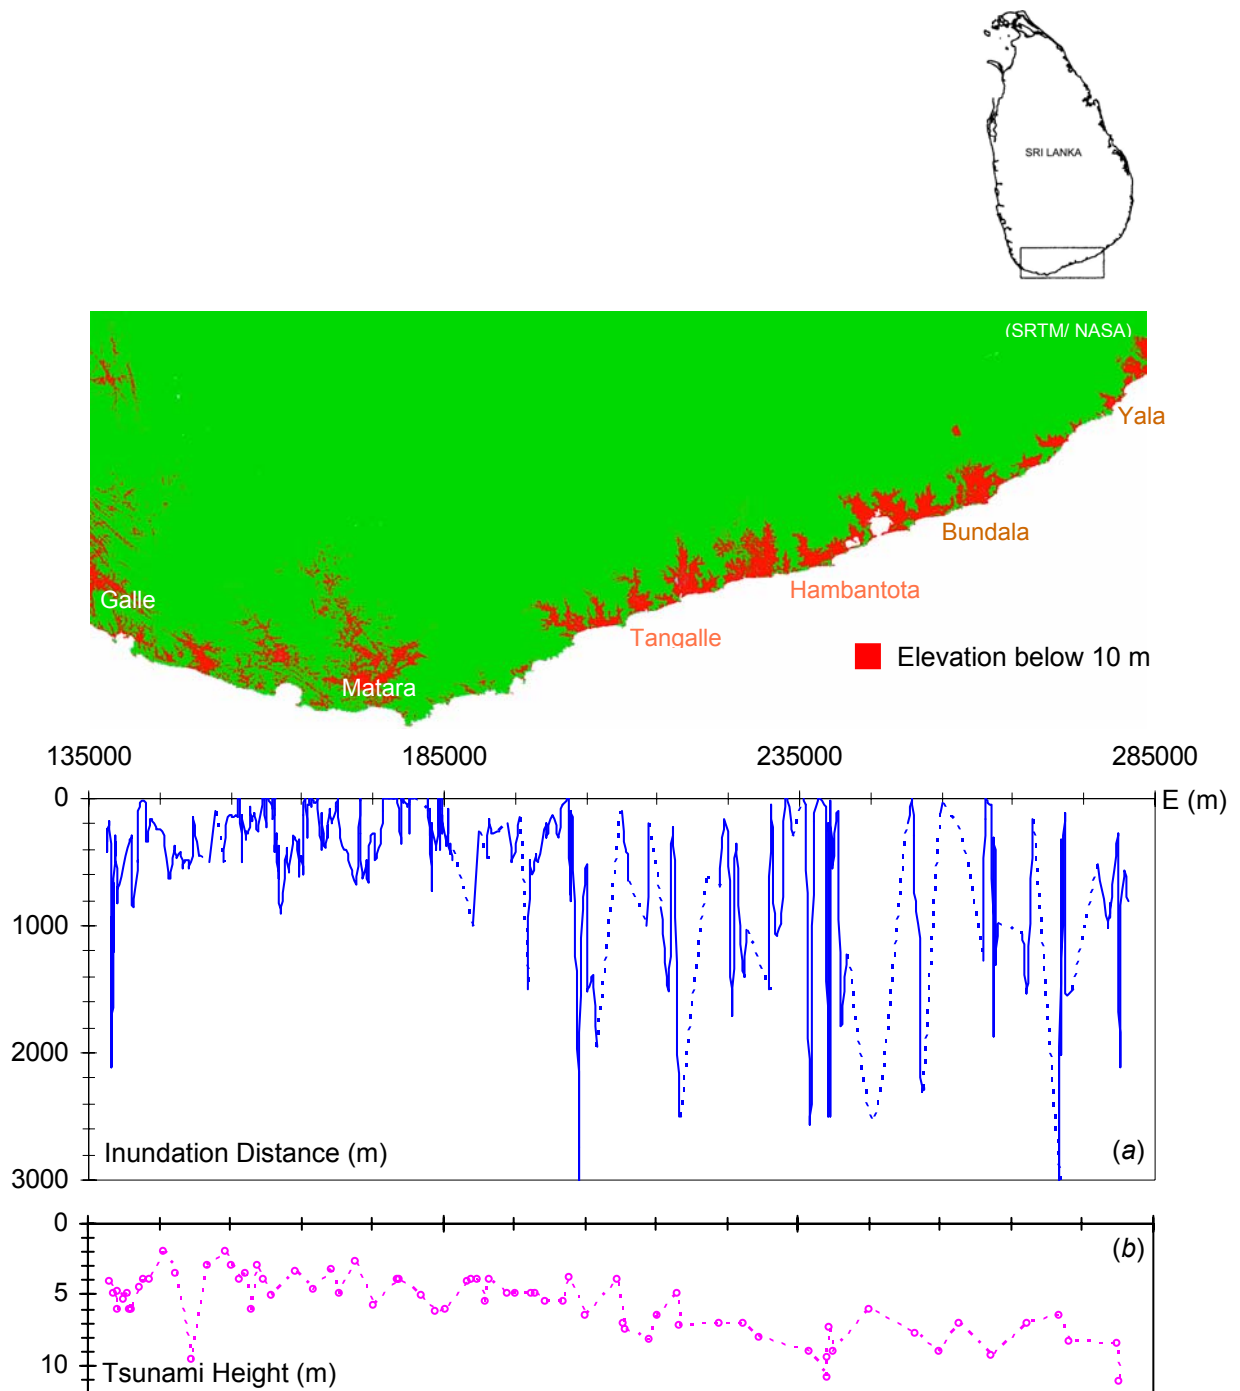 SRI LANKA
(SRTM/ NASA)
Yala
Bundala
Hambantota
Galle
Tangalle
Elevation below 10 m
Matara
135000 185000 235000 285000
0
E (m)
1000
2000
Inundation Distance (m) (a)
3000
0
(b)
5
10
Tsunami Height (m)